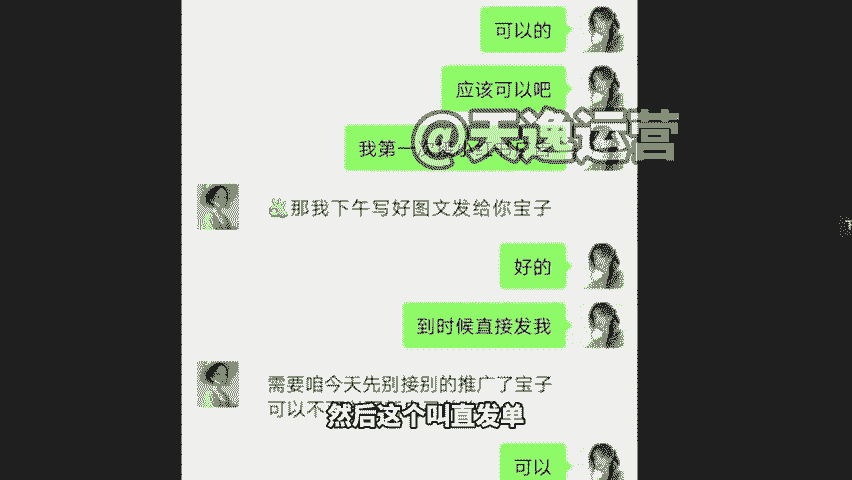 可以的
应该可以吧
@天逸运营
我第一
那我下午写好图文发给你宝子
好的
到时候直接发我
需要咱今天先别接别的推广了宝子
可以不
然后这个叫直发单
可以